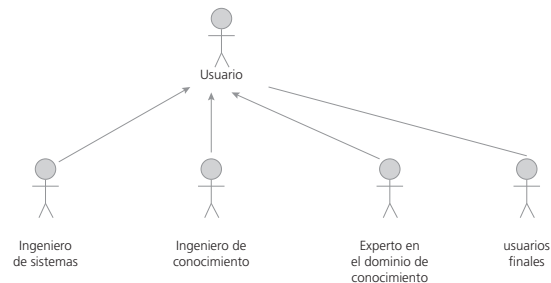 Usuario
Ingeniero
de sistemas
Ingeniero de
conocimiento
Experto en
el dominio de
conocimiento
usuarios
finales